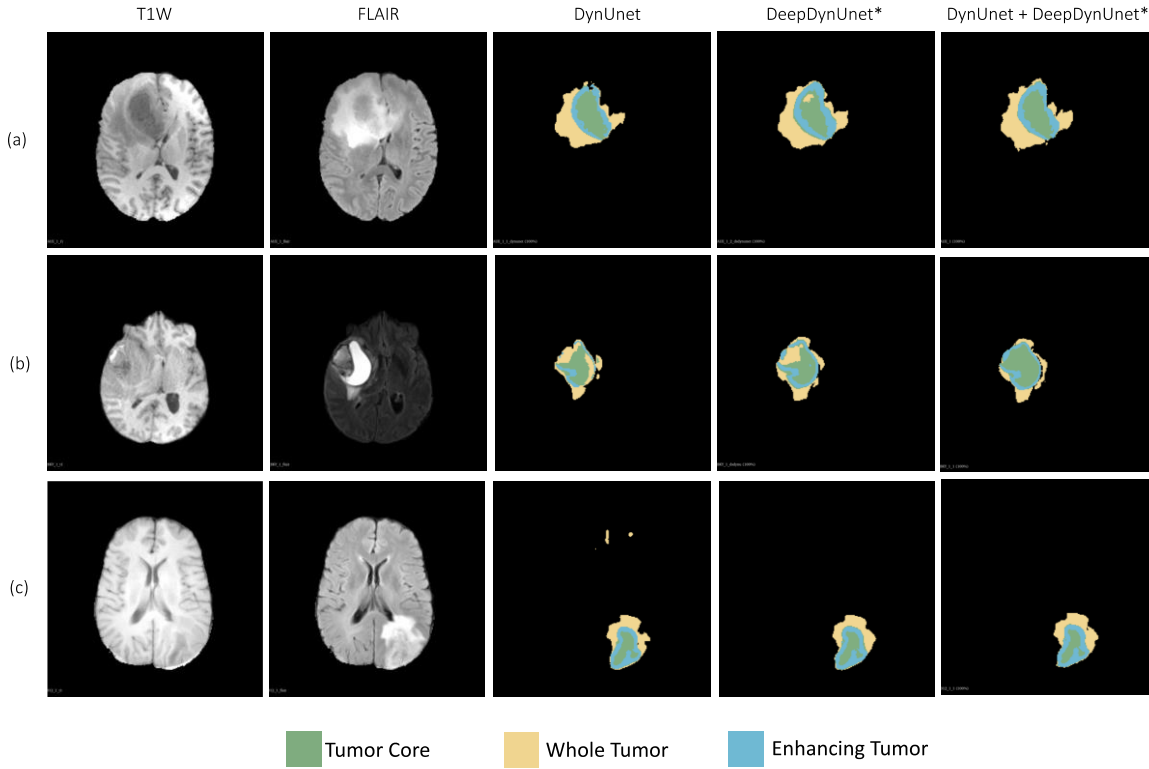 T1W FLAIR DynUnet DeepDynUnet* DynUnet + DeepDynUnet*
(a)
(b)
(c)
Tumor Core Whole Tumor Enhancing Tumor